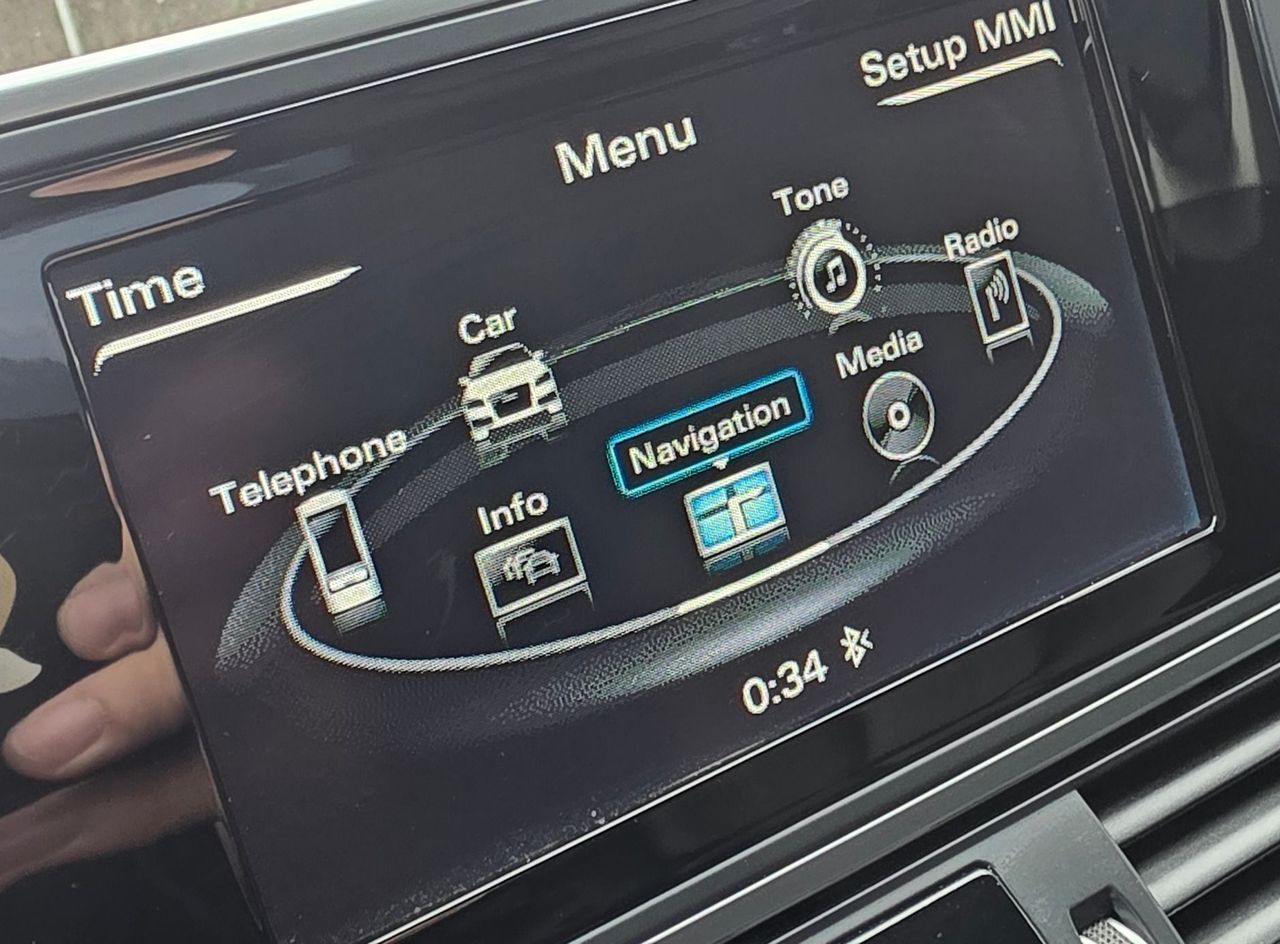 Setup MMI
Menu
Time
Tone
Radio
Car
Media
Navigation
Telephone
Info
0:34